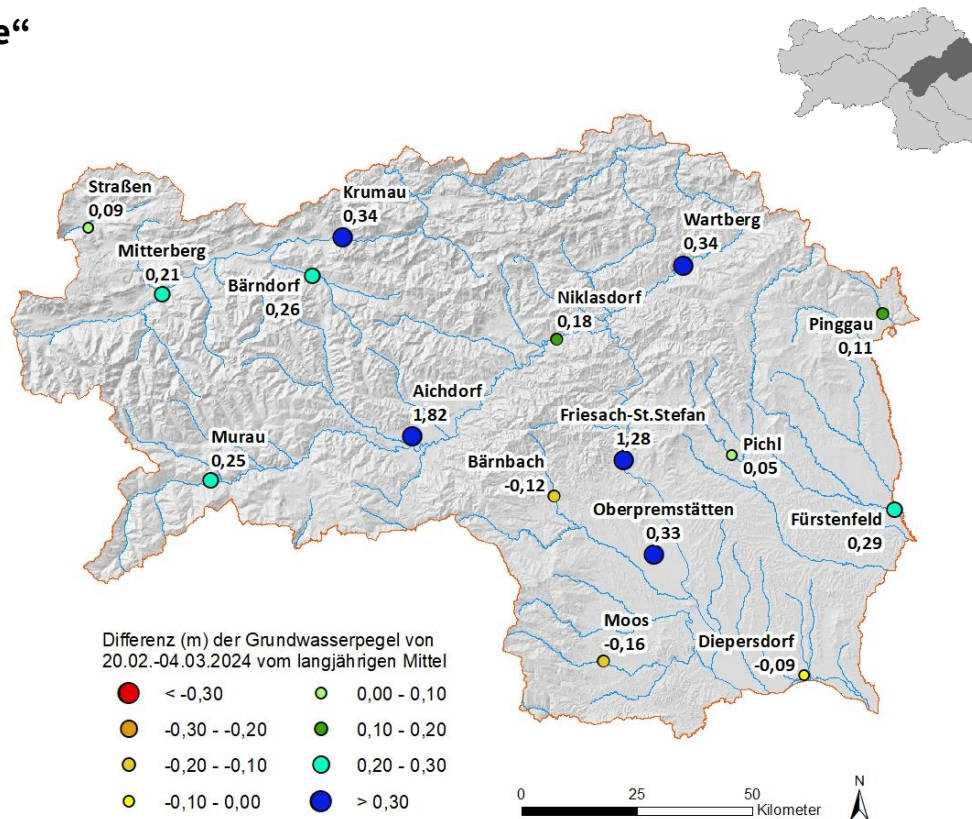 e“
Straßen
0,09
Krumau
0,34
Wartberg
0,34
Mitterberg
0,21
Bärndorf
0,26
Niklasdorf
0,18
Pinggau
0,11
Aichdorf
1,82
Friesach-St.Stefan
1,28
Murau
0,25
Bärnbach
-0,12
Pichl
0,05
Oberpremstätten
0,33
Fürstenfeld
0,29
Moos
-0,16
Diepersdorf
-0,09
Differenz (m) der Grundwasserpegel von
20.02.-04.03.2024 vom langjährigen Mittel
< -0,30
-0,30 - -0,20
-0,20 - -0,10
-0,10 - 0,00
0,00 - 0,10
0,10 - 0,20
0,20 - 0,30
> 0,30
0 25 50
Kilometer
N